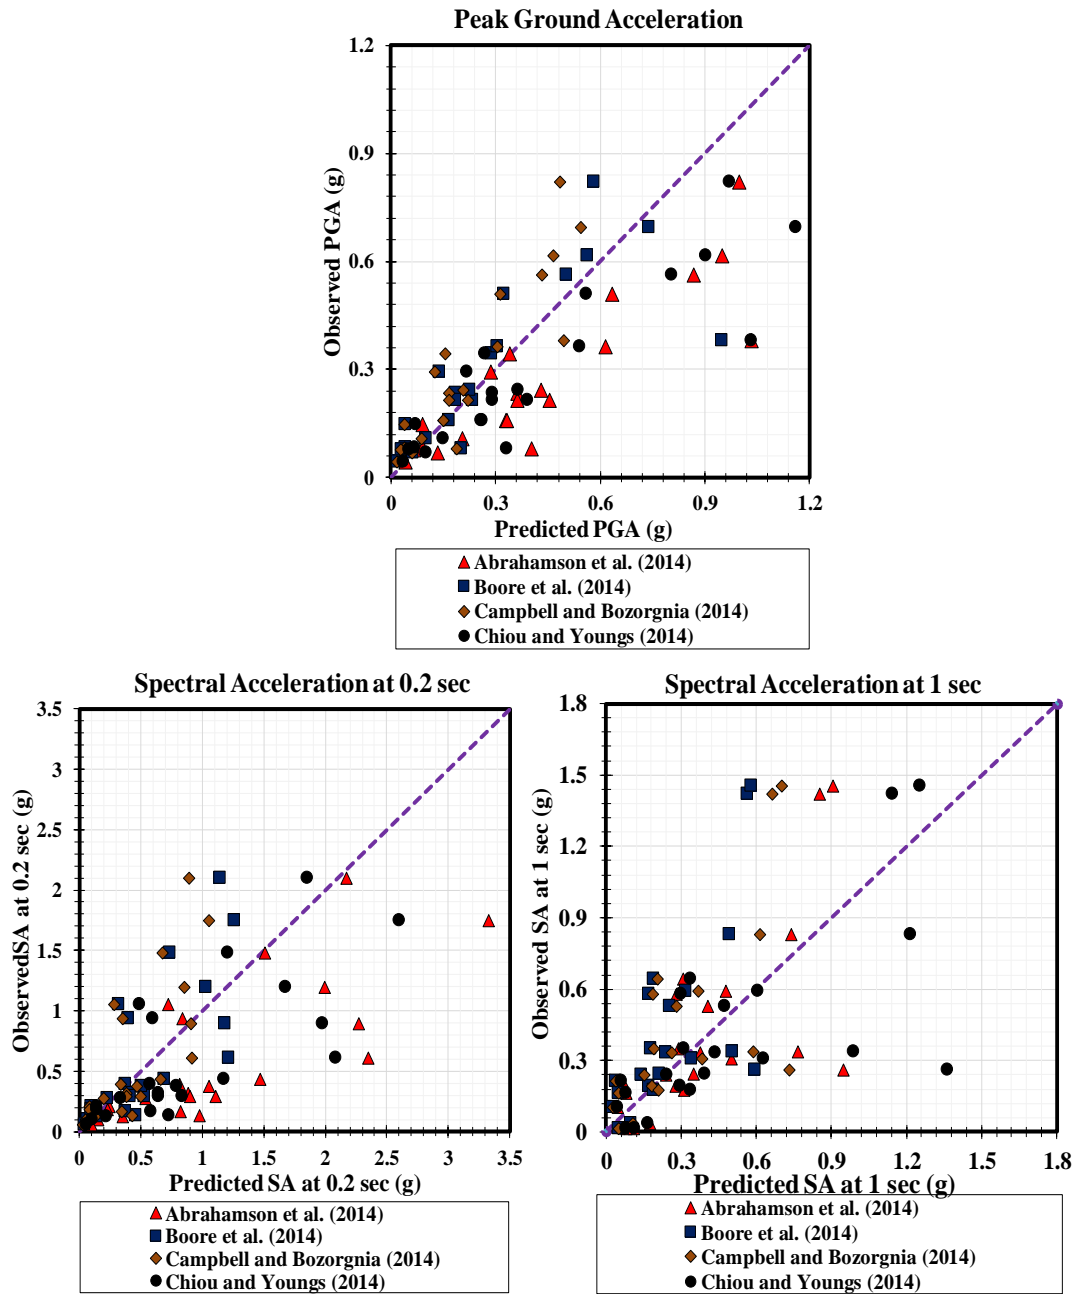 Peak Ground Acceleration
1.2
0.9
0.6
0.3
0
Observed PGA (g)
0 0.3 0.6 0.9 1.2
Predicted PGA (g)
Abrahamson et al. (2014)
Boore et al. (2014)
Campbell and Bozorgnia (2014)
Chiou and Youngs (2014)
Spectral Acceleration at 0.2 sec
3.5
3
2.5
2
1.5
1
0.5
0
ObservedSA at 0.2 sec (g)
0 0.5 1 1.5 2 2.5 3 3.5
Predicted SA at 0.2 sec (g)
Abrahamson et al. (2014)
Boore et al. (2014)
Campbell and Bozorgnia (2014)
Chiou and Youngs (2014)
Spectral Acceleration at 1 sec
1.8
1.5
1.2
0.9
0.6
0.3
0
Observed SA at 1 sec (g)
0 0.3 0.6 0.9 1.2 1.5 1.8
Predicted SA at 1 sec (g)
Abrahamson et al. (2014)
Boore et al. (2014)
Campbell and Bozorgnia (2014)
Chiou and Youngs (2014)